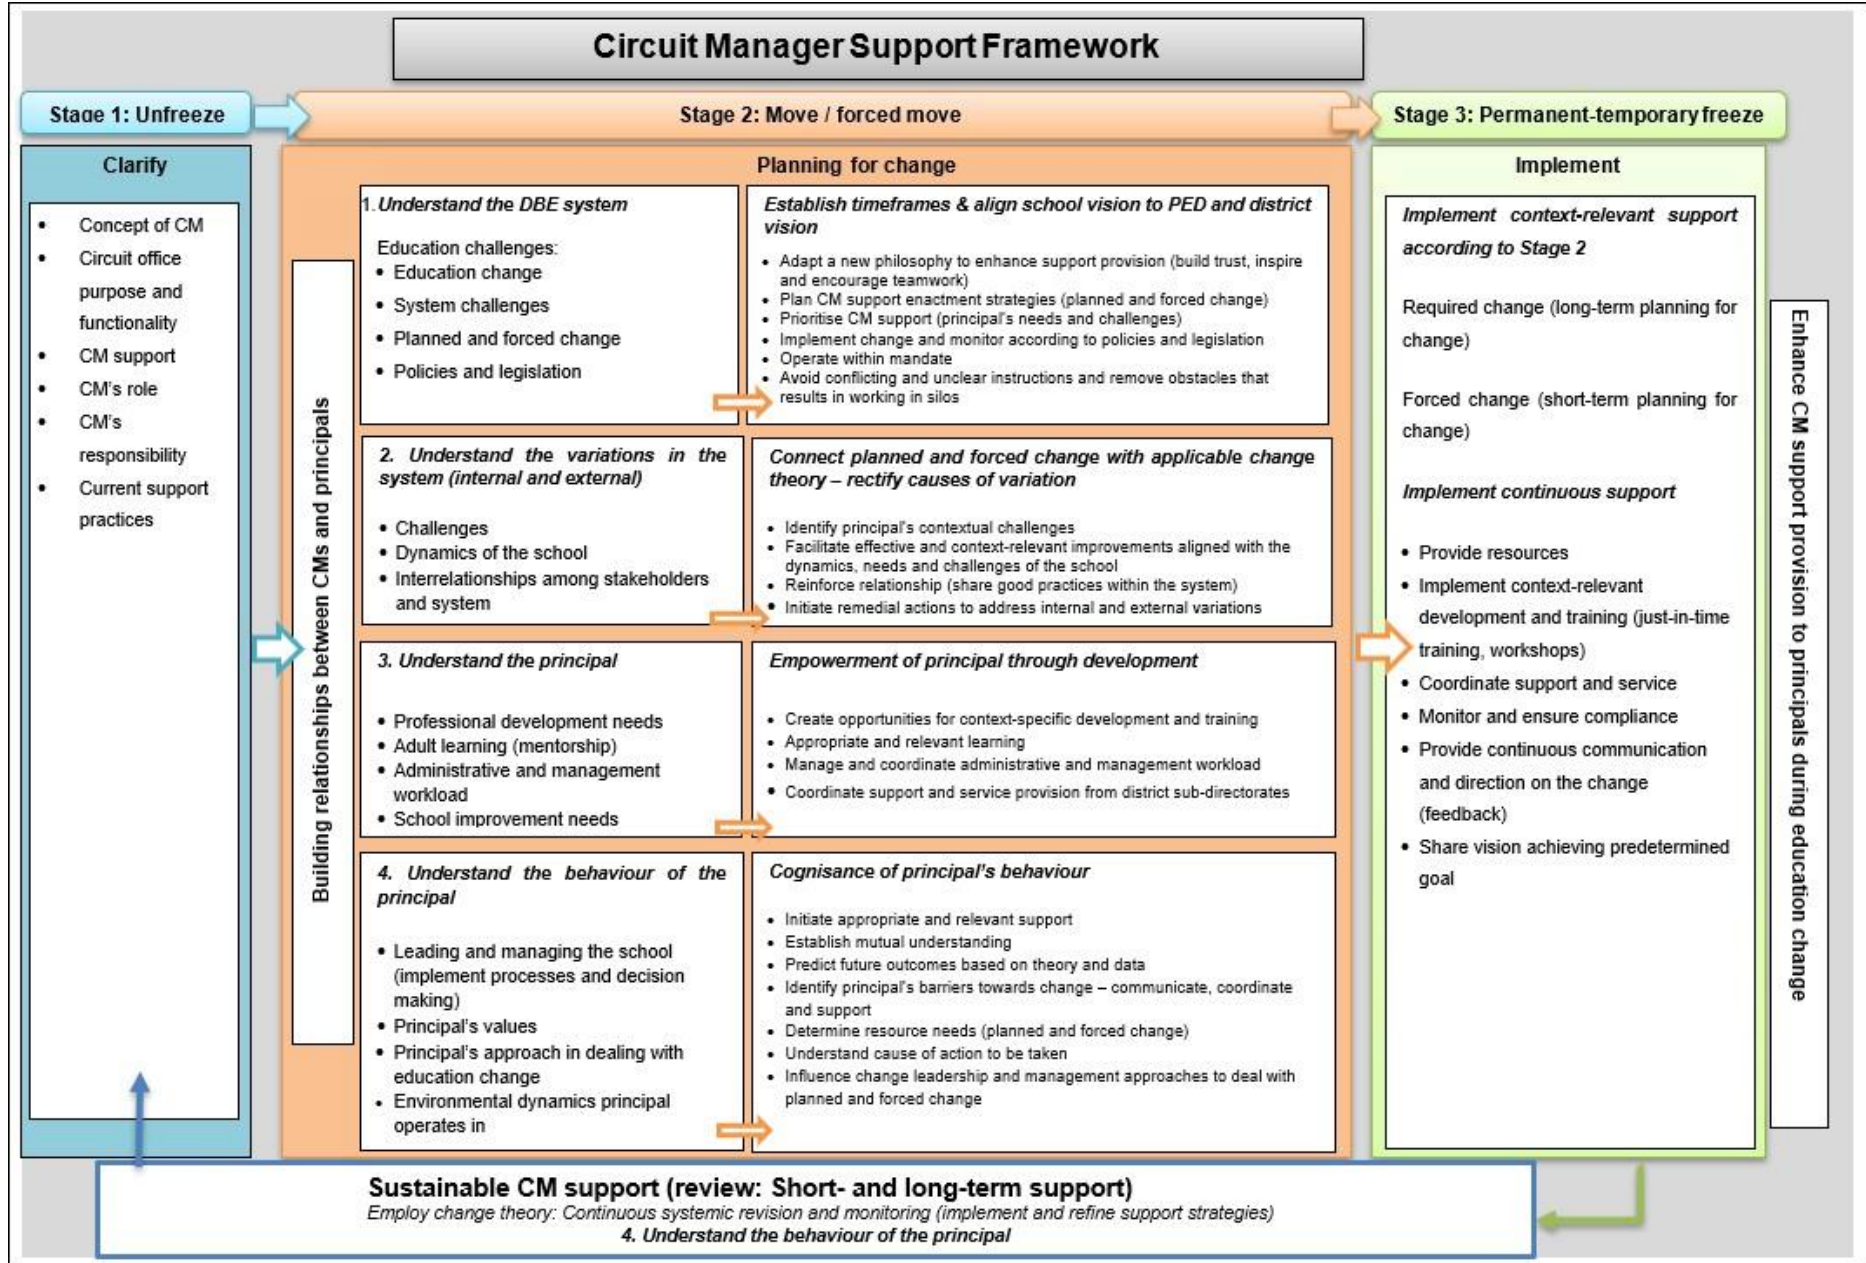 Circuit Manager Support Framework
Stage 1: Unfreeze
Stage 2: Move / forced move
Stage 3: Permanent-temporary freeze
Clarify
• Concept of CM
• Circuit office
purpose and
functionality
• CM support
• CM's role
• CM's
responsibility
• Current support
practices
Planning for change
Building relationships between CMs and principals
1. Understand the DBE system
Education challenges:
• Education change
• System challenges
• Planned and forced change
• Policies and legislation
Establish timeframes & align school vision to PED and district
vision
• Adapt a new philosophy to enhance support provision (build trust, inspire
and encourage teamwork)
• Plan CM support enactment strategies (planned and forced change)
• Prioritise CM support (principal's needs and challenges)
• Implement change and monitor according to policies and legislation
• Operate within mandate
• Avoid conflicting and unclear instructions and remove obstacles that
results in working in silos
2. Understand the variations in the
system (internal and external)
• Challenges
• Dynamics of the school
• Interrelationships among stakeholders
and system
Connect planned and forced change with applicable change
theory – rectify causes of variation
• Identify principal's contextual challenges
• Facilitate effective and context-relevant improvements aligned with the
dynamics, needs and challenges of the school
• Reinforce relationship (share good practices within the system)
• Initiate remedial actions to address internal and external variations
3. Understand the principal
• Professional development needs
• Adult learning (mentorship)
• Administrative and management
workload
• School improvement needs
Empowerment of principal through development
• Create opportunities for context-specific development and training
• Appropriate and relevant learning
• Manage and coordinate administrative and management workload
• Coordinate support and service provision from district sub-directorates
4. Understand the behaviour of the
principal
• Leading and managing the school
(implement processes and decision
making)
• Principal's values
• Principal's approach in dealing with
education change
• Environmental dynamics principal
operates in
Cognisance of principal's behaviour
• Initiate appropriate and relevant support
• Establish mutual understanding
• Predict future outcomes based on theory and data
• Identify principal's barriers towards change – communicate, coordinate
and support
• Determine resource needs (planned and forced change)
• Understand cause of action to be taken
• Influence change leadership and management approaches to deal with
planned and forced change
Implement
Implement context-relevant support
according to Stage 2
Required change (long-term planning for
change)
Forced change (short-term planning for
change)
Implement continuous support
• Provide resources
• Implement context-relevant
development and training (just-in-time
training, workshops)
• Coordinate support and service
• Monitor and ensure compliance
• Provide continuous communication
and direction on the change
(feedback)
• Share vision achieving predetermined
goal
Enhance CM support provision to principals during education change
Sustainable CM support (review: Short- and long-term support)
Employ change theory: Continuous systemic revision and monitoring (implement and refine support strategies)
4. Understand the behaviour of the principal